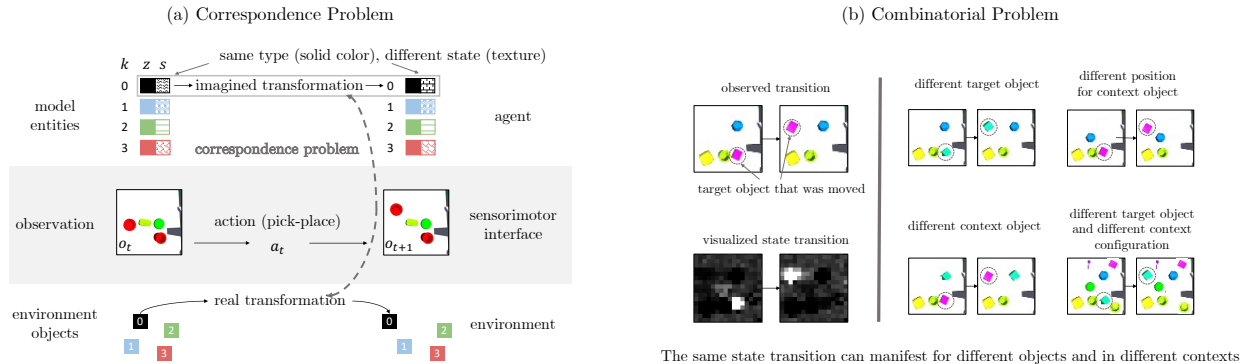 (a) Correspondence Problem
same type (solid color), different state (texture)
k z s
0 imagined transformation 0
1 1
2 2
3 3
model
entities
agent
correspondence problem
observation
action (pick-place)
sensorimotor
interface
o_t
a_t
o_{t+1}
real transformation
environment
objects
environment
0 0
1 2 1 2
3 3
(b) Combinatorial Problem
observed transition
target object that was moved
visualized state transition
different target object
different position
for context object
different context object
different target object
and different context
configuration
The same state transition can manifest for different objects and in different contexts